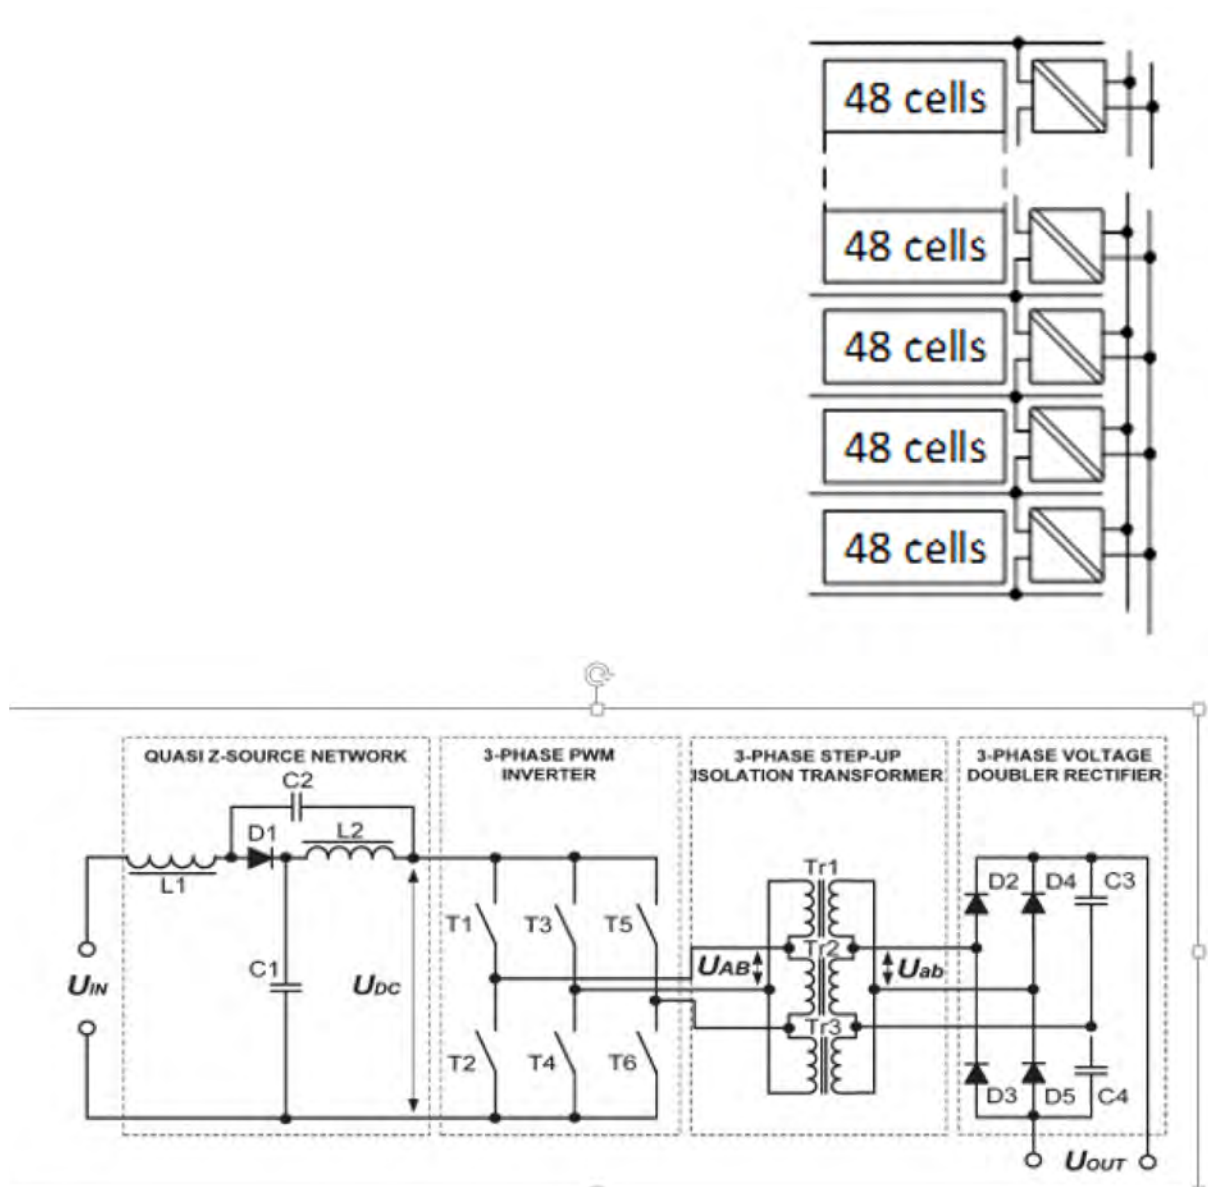 48 cells
48 cells
48 cells
48 cells
48 cells
QUASI Z-SOURCE NETWORK
3-PHASE PWM
INVERTER
3-PHASE STEP-UP
ISOLATION TRANSFORMER
3-PHASE VOLTAGE
DOUBLER RECTIFIER
C2
D1
L2
L1
C1
UIN
UDC
T1
T3
T5
T2
T4
T6
UAB
Tr1
Tr2
Tr3
Uab
D2
D4
C3
D3
D5
C4
UOUT